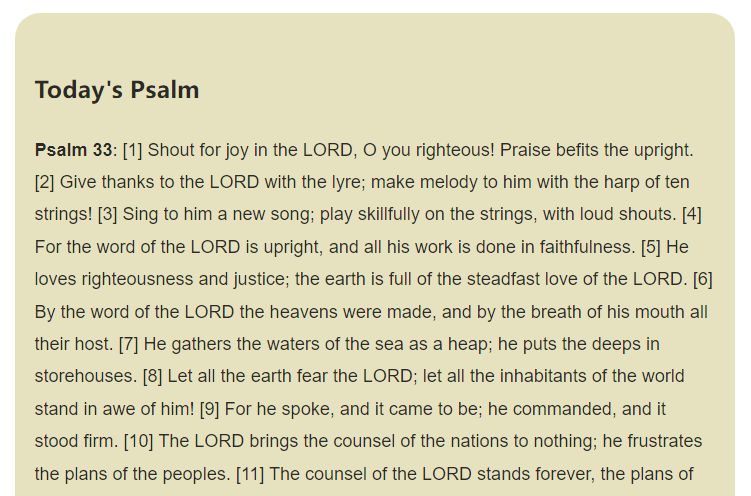 Today's Psalm
Psalm 33: [1] Shout for joy in the LORD, O you righteous! Praise befits the upright.
[2] Give thanks to the LORD with the lyre; make melody to him with the harp of ten
strings! [3] Sing to him a new song; play skillfully on the strings, with loud shouts. [4]
For the word of the LORD is upright, and all his work is done in faithfulness. [5] He
loves righteousness and justice; the earth is full of the steadfast love of the LORD. [6]
By the word of the LORD the heavens were made, and by the breath of his mouth all
their host. [7] He gathers the waters of the sea as a heap; he puts the deeps in
storehouses. [8] Let all the earth fear the LORD; let all the inhabitants of the world
stand in awe of him! [9] For he spoke, and it came to be; he commanded, and it
stood firm. [10] The LORD brings the counsel of the nations to nothing; he frustrates
the plans of the peoples. [11] The counsel of the LORD stands forever, the plans of